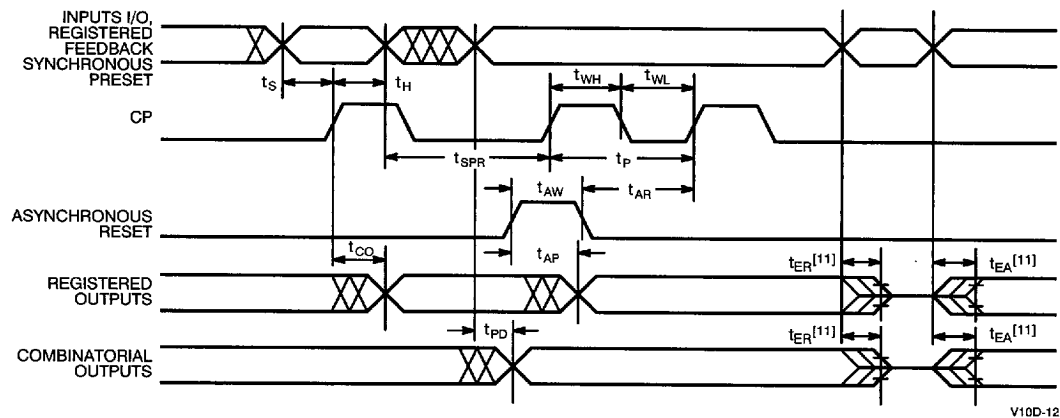 INPUTS I/O,
REGISTERED
FEEDBACK
SYNCHRONOUS
PRESET
tS
tH
tWH
tWL
CP
tSPR
tP
tAW
tAR
ASYNCHRONOUS
RESET
tCO
tAP
tER[11]
tEA[11]
REGISTERED
OUTPUTS
tPD
tER[11]
tEA[11]
COMBINATORIAL
OUTPUTS
V10D-12